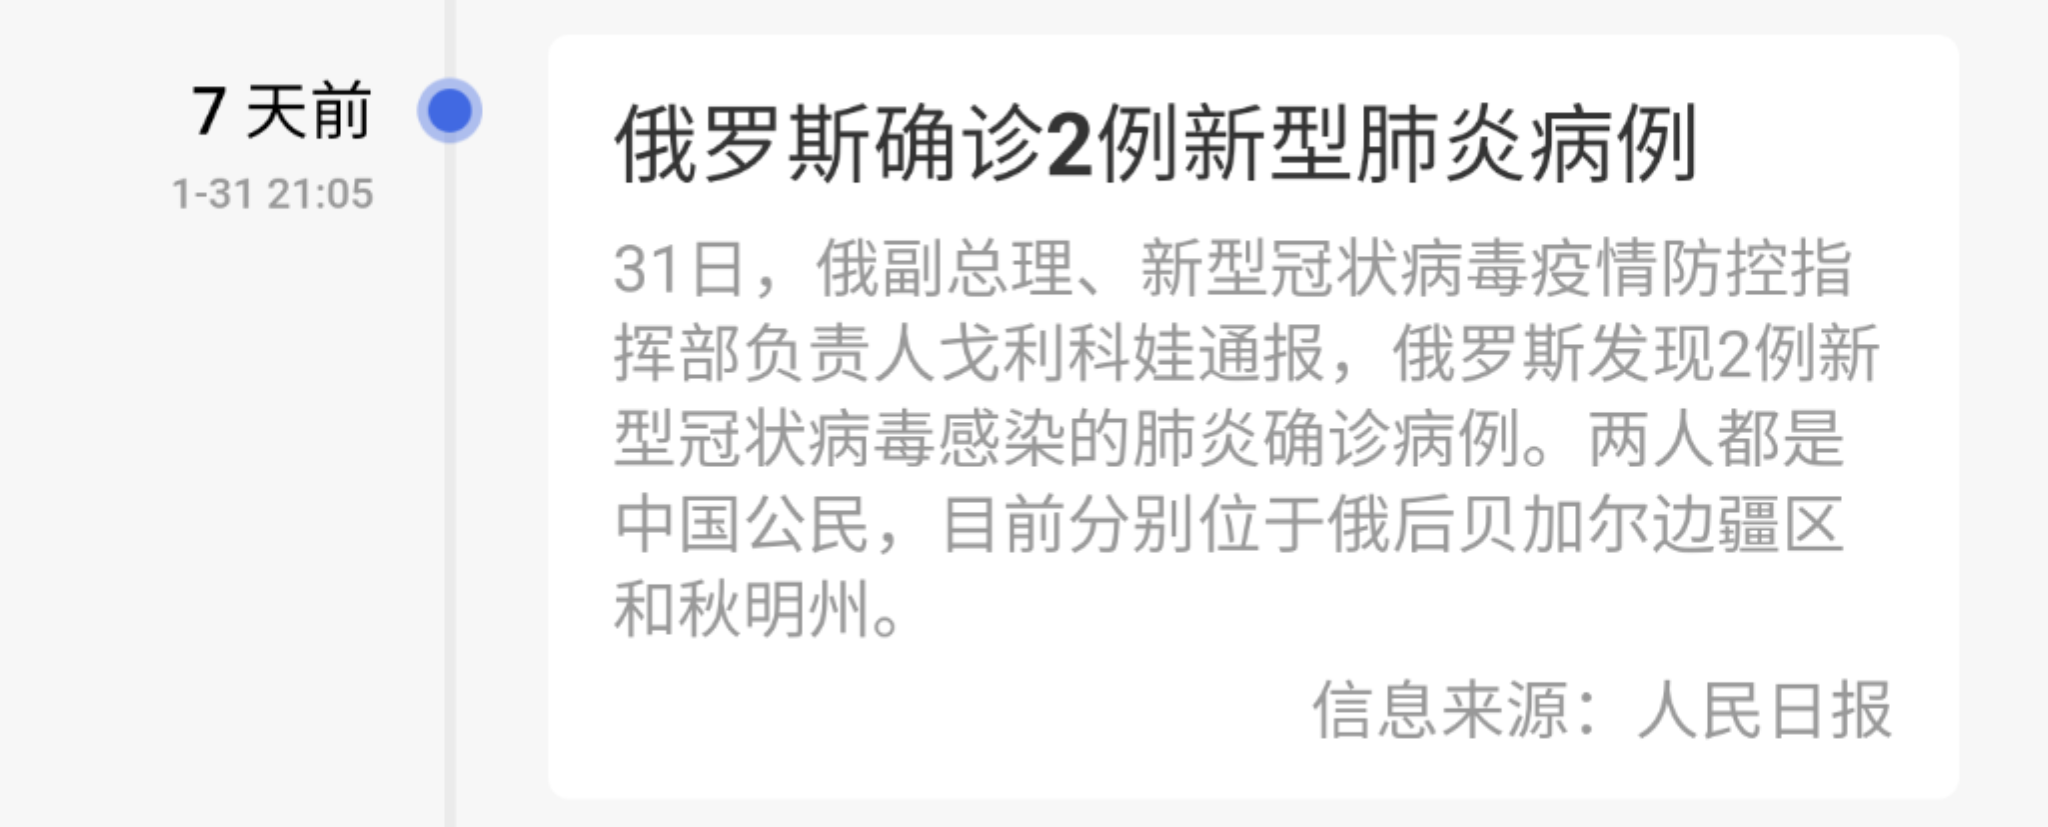 7 天前
1-31 21:05
俄罗斯确诊2例新型肺炎病例
31日，俄副总理、新型冠状病毒疫情防控指
挥部负责人戈利科娃通报，俄罗斯发现2例新
型冠状病毒感染的肺炎确诊病例。两人都是
中国公民，目前分别位于俄后贝加尔边疆区
和秋明州。
信息来源：人民日报